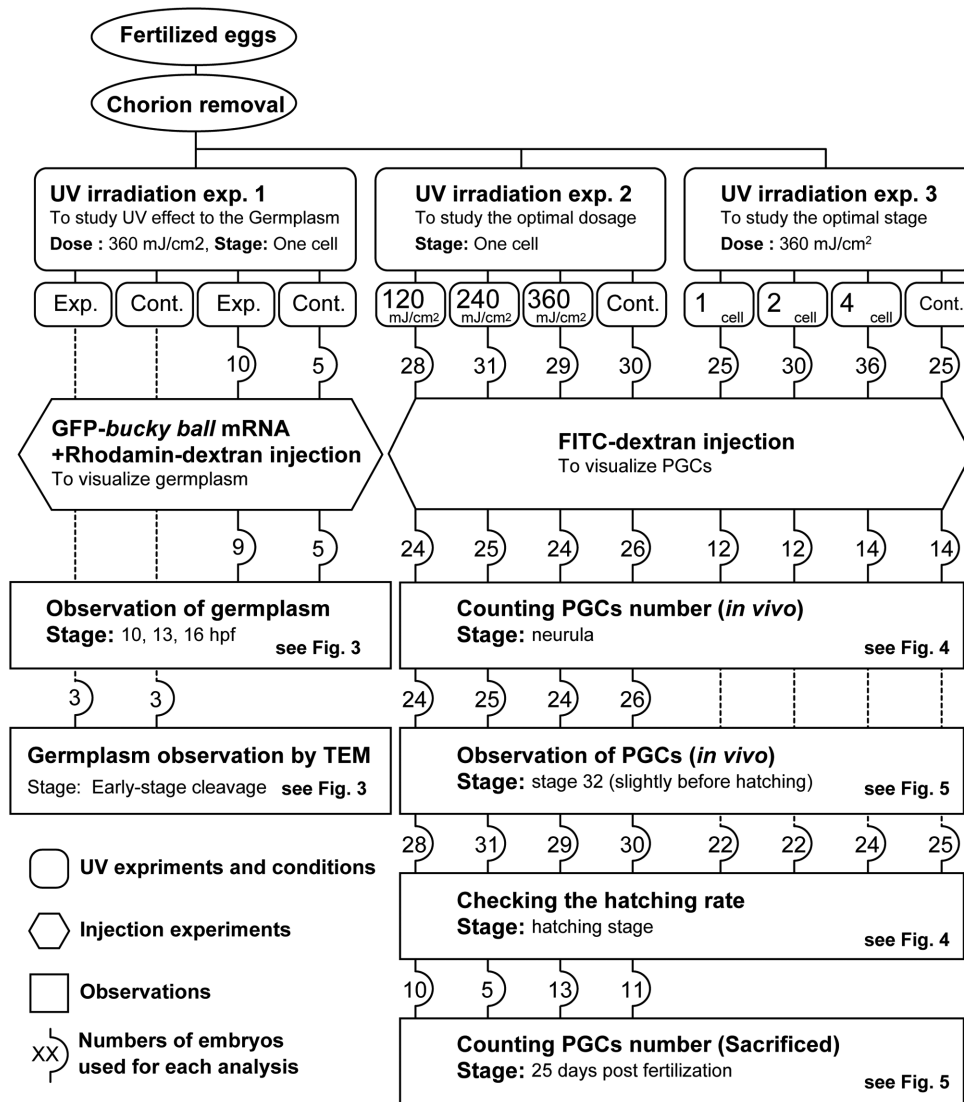 Fertilized eggs
Chorion removal
UV irradiation exp. 1
To study UV effect to the Germplasm
Dose : 360 mJ/cm2, Stage: One cell
UV irradiation exp. 2
To study the optimal dosage
Stage: One cell
UV irradiation exp. 3
To study the optimal stage
Dose : 360 mJ/cm²
Exp. Cont. Exp. Cont.
120 mJ/cm² 240 mJ/cm² 360 mJ/cm² Cont.
1 cell 2 cell 4 cell Cont.
10 5 28 31 29 30 25 30 36 25
GFP-bucky ball mRNA
+Rhodamin-dextran injection
To visualize germplasm
FITC-dextran injection
To visualize PGCs
9 5 24 25 24 26 12 12 14 14
Observation of germplasm
Stage: 10, 13, 16 hpf
see Fig. 3
Counting PGCs number (in vivo)
Stage: neurula
see Fig. 4
3 3 24 25 24 26
Germplasm observation by TEM
Stage: Early-stage cleavage see Fig. 3
Observation of PGCs (in vivo)
Stage: stage 32 (slightly before hatching)
see Fig. 5
28 31 29 30 22 22 24 25
Checking the hatching rate
Stage: hatching stage
see Fig. 4
10 5 13 11
Counting PGCs number (Sacrificed)
Stage: 25 days post fertilization
see Fig. 5
UV expriments and conditions
Injection experiments
Observations
XX Numbers of embryos
used for each analysis